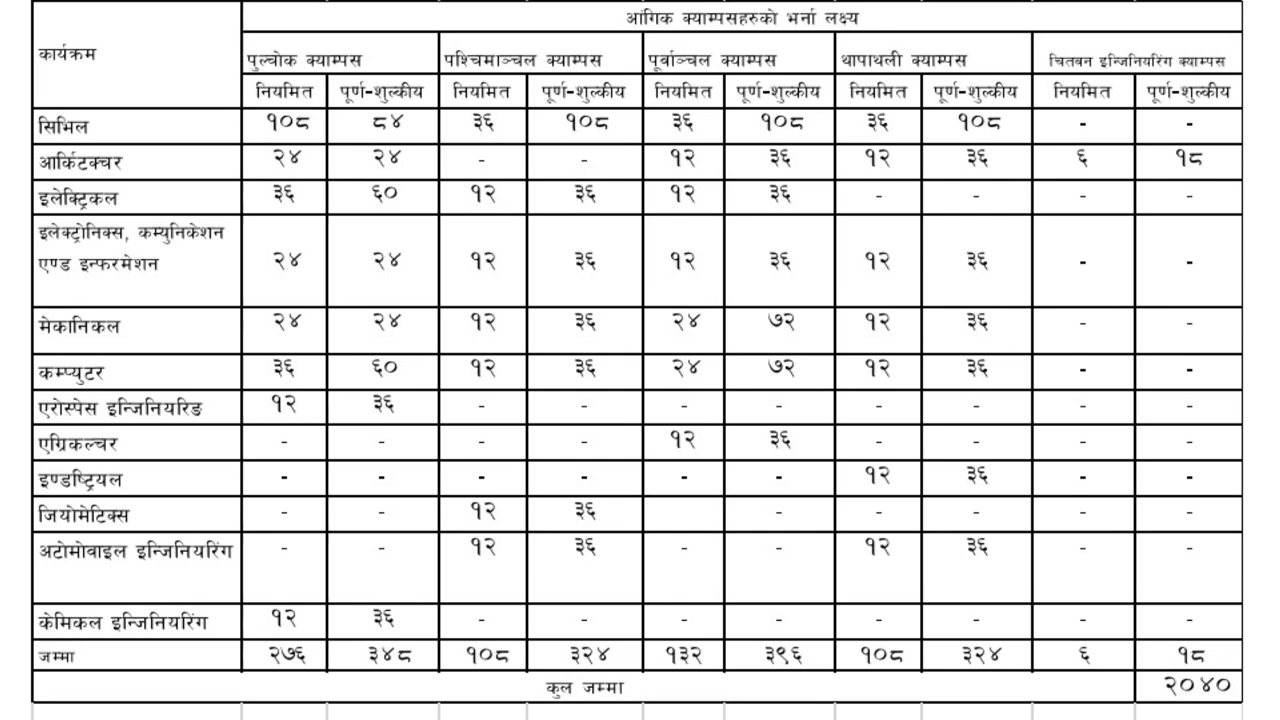 आंगिक क्याम्पसहरुको भर्ना लक्ष्य
कार्यक्रम
पुल्चोक क्याम्पस पश्चिमाञ्चल क्याम्पस पूर्वाञ्चल क्याम्पस थापाथली क्याम्पस चितवन इन्जिनियरिंग क्याम्पस
नियमित पूर्ण-शुल्कीय नियमित पूर्ण-शुल्कीय नियमित पूर्ण-शुल्कीय नियमित पूर्ण-शुल्कीय नियमित पूर्ण-शुल्कीय
सिभिल १०८ ८४ ३६ १०८ ३६ १०८ ३६ १०८ - -
आर्किटक्चर २४ २४ - - १२ ३६ १२ ३६ ६ १८
इलेक्ट्रिकल ३६ ६० १२ ३६ १२ ३६ - - - -
इलेक्ट्रोनिक्स, कम्युनिकेशन
एण्ड इन्फरमेशन २४ २४ १२ ३६ १२ ३६ १२ ३६ - -
मेकानिकल २४ २४ १२ ३६ २४ ७२ १२ ३६ - -
कम्प्युटर ३६ ६० १२ ३६ २४ ७२ १२ ३६ - -
एरोस्पेस इन्जिनियरिङ १२ ३६ - - - - - - - -
एग्रिकल्चर - - - - १२ ३६ - - - -
इण्डष्ट्रियल - - - - - - १२ ३६ - -
जियोमेटिक्स - - १२ ३६ - - - - -
अटोमोवाइल इन्जिनियरिंग - - १२ ३६ - - १२ ३६ - -
केमिकल इन्जिनियरिंग १२ ३६ - - - - - - - -
जम्मा २७६ ३४८ १०८ ३२४ १३२ ३९६ १०८ ३२४ ६ १८
कुल जम्मा २०४०